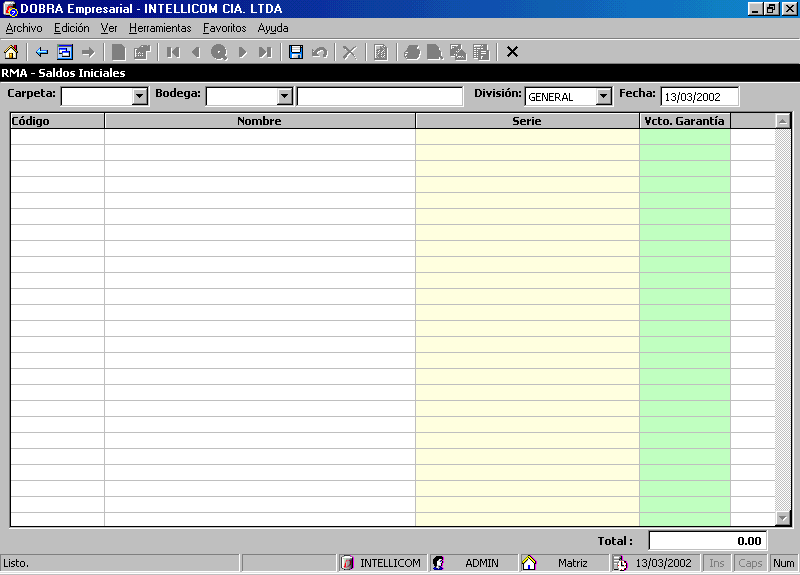 DOBRA Empresarial - INTELLICOM CIA. LTDA
Archivo Edición Ver Herramientas Favoritos Ayuda
RMA - Saldos Iniciales
Carpeta: Bodega: División: GENERAL Fecha: 13/03/2002
Código Nombre Serie Vcto. Garantía
Total : 0.00
Listo. INTELLICOM ADMIN Matriz 13/03/2002 Ins Caps Num